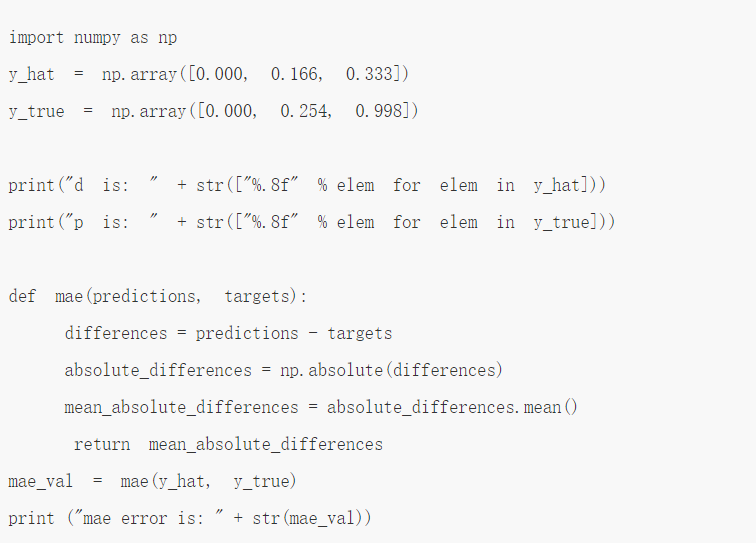 import numpy as np
y_hat = np.array([0.000, 0.166, 0.333])
y_true = np.array([0.000, 0.254, 0.998])
print("d is: " + str(["%.8f" % elem for elem in y_hat]))
print("p is: " + str(["%.8f" % elem for elem in y_true]))
def mae(predictions, targets):
differences = predictions - targets
absolute_differences = np.absolute(differences)
mean_absolute_differences = absolute_differences.mean()
return mean_absolute_differences
mae_val = mae(y_hat, y_true)
print ("mae error is: " + str(mae_val))